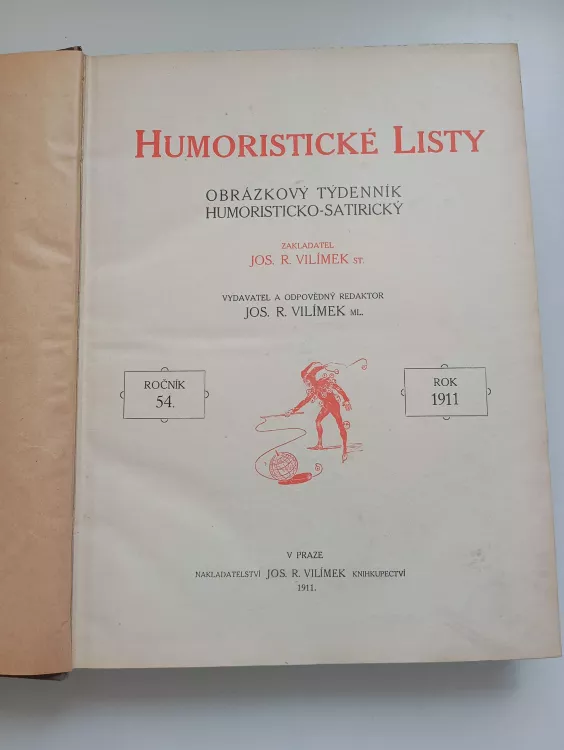 HUMORISTICKÉ LISTY
OBRÁZKOVÝ TÝDENNÍK
HUMORISTICKO-SATIRICKÝ
ZAKLADATEL
JOS. R. VILÍMEK ST.
VYDAVATEL A ODPOVĚDNÝ REDAKTOR
JOS. R. VILÍMEK ML.
ROČNÍK
54.
ROK
1911
V PRAZE
NAKLADATELSTVÍ JOS. R. VILÍMEK KNIHKUPECTVÍ
1911.